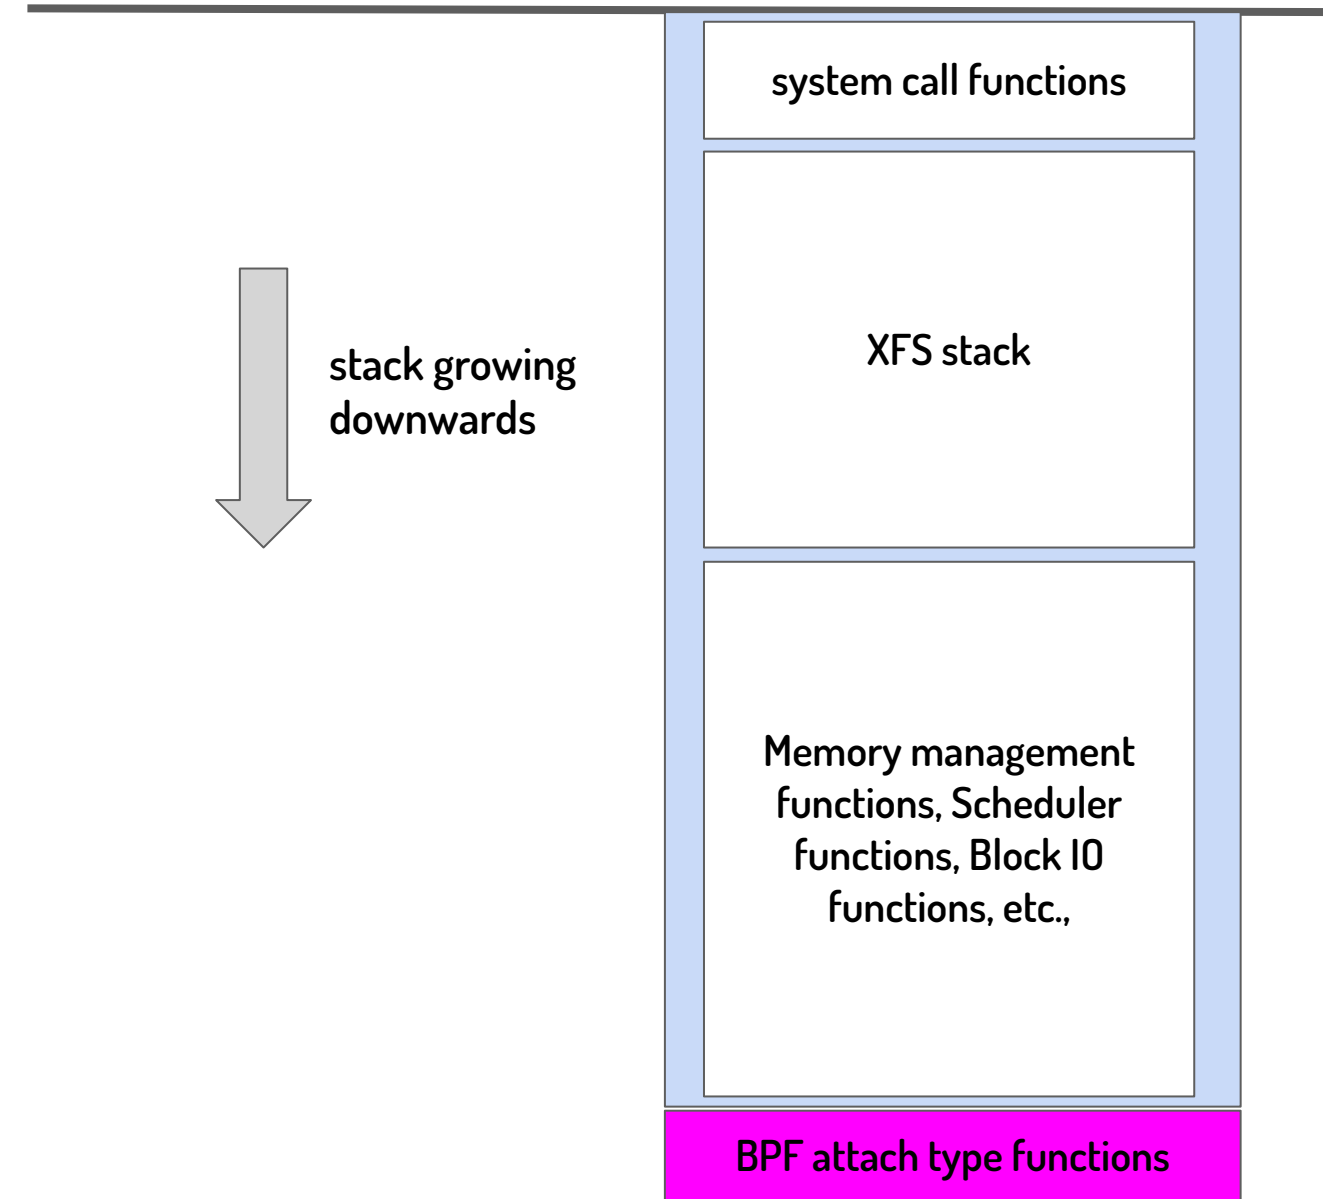 system call functions
XFS stack
stack growing
downwards
Memory management
functions, Scheduler
functions, Block IO
functions, etc.,
BPF attach type functions